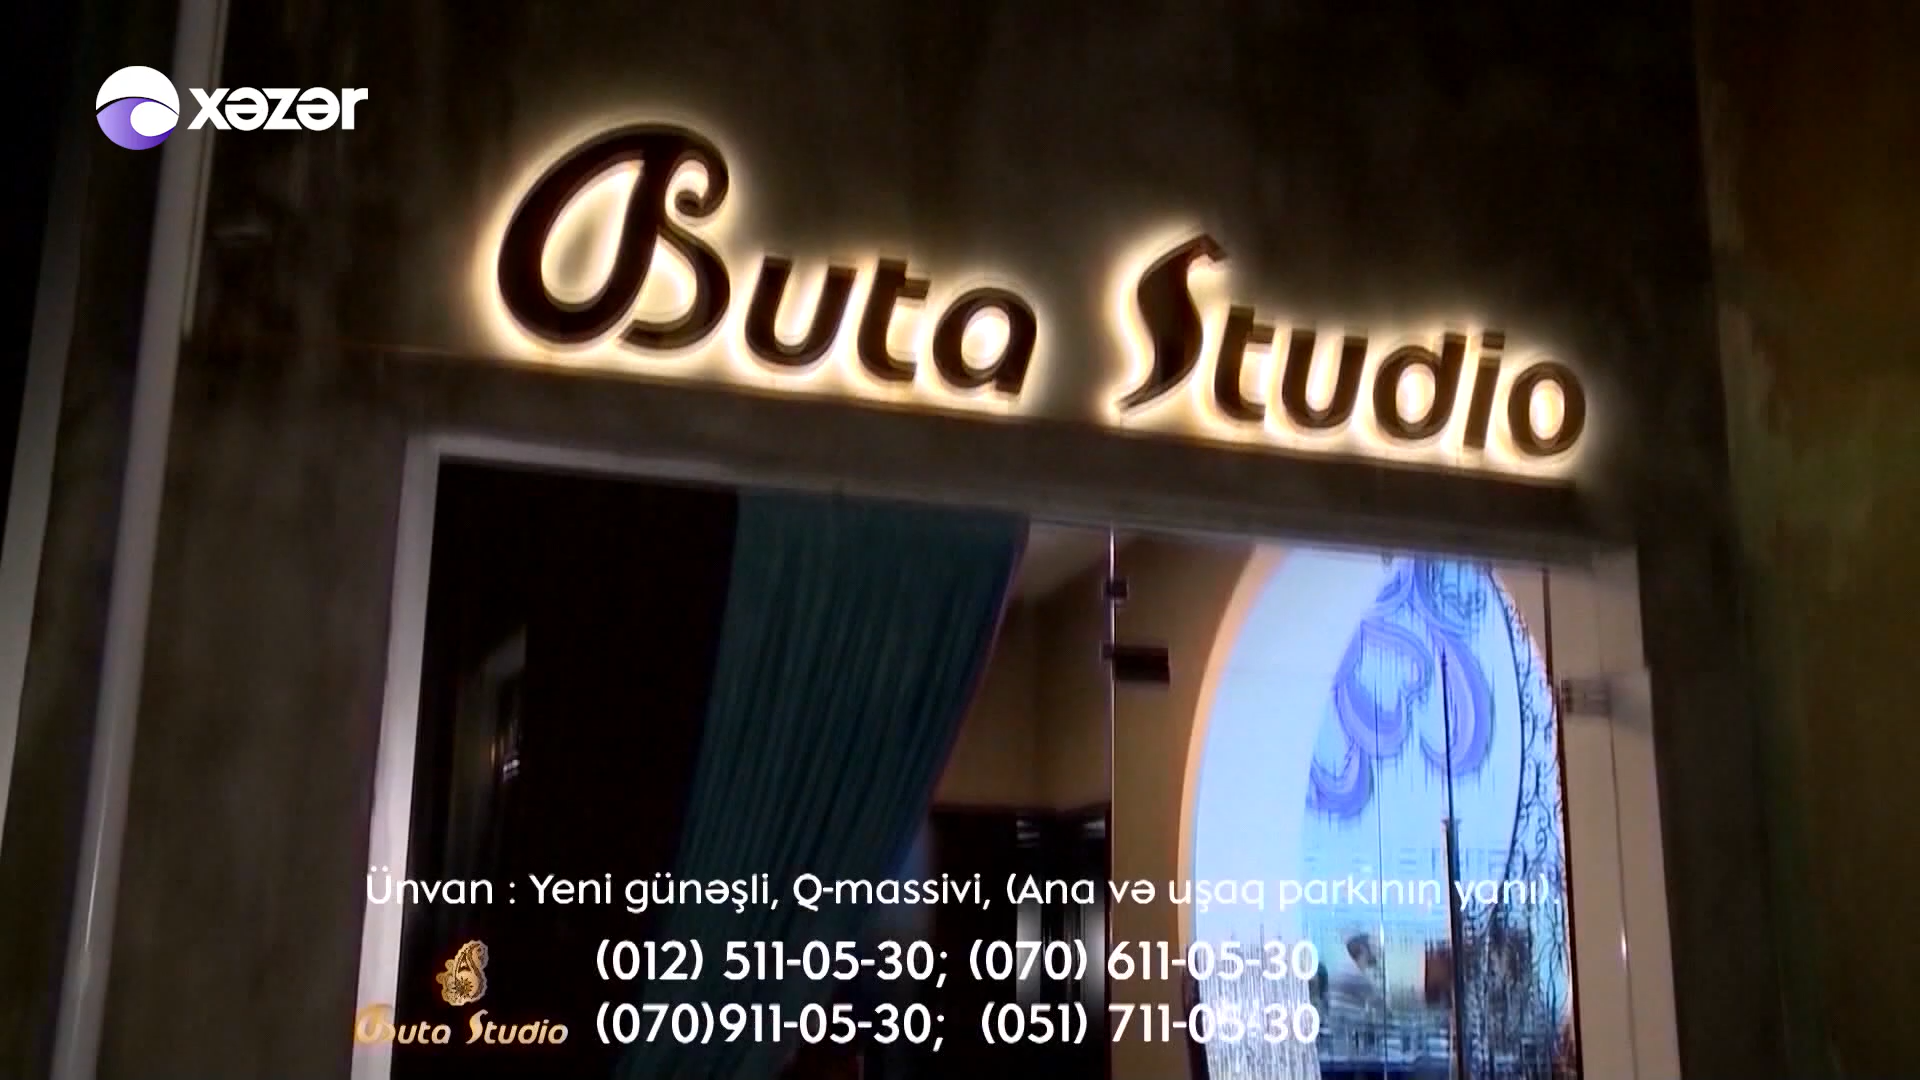 xəzər
Buta Studio
Ünvan : Yeni günəşli, Q-massivi, (Ana və uşaq parkının yanı).
(012) 511-05-30; (070) 611-05-30
Buta Studio (070)911-05-30; (051) 711-05-30